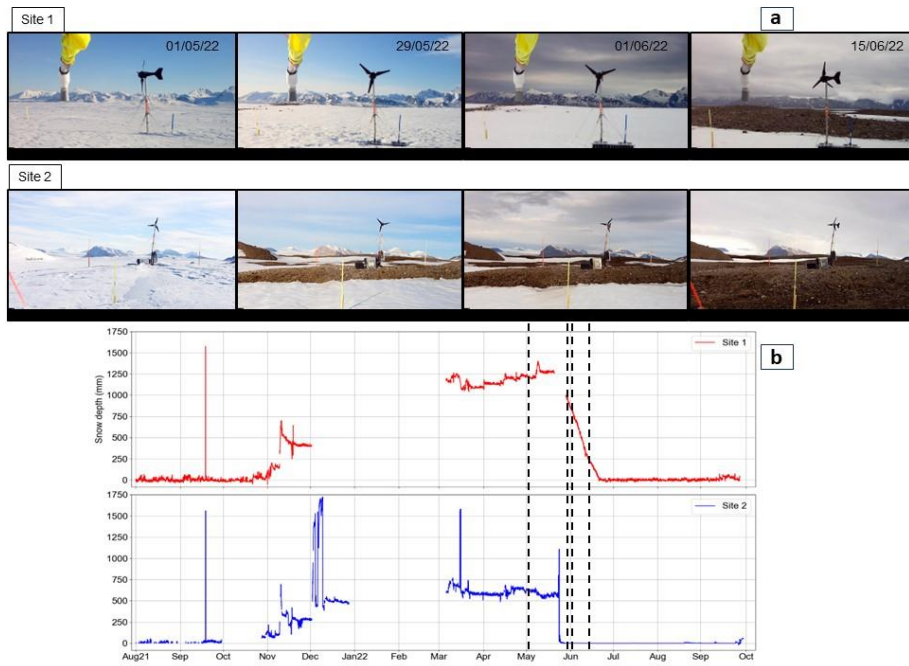 Site 1
a
01/05/22
29/05/22
01/06/22
15/06/22
Site 2
b
1750
1500
1250
1000
750
500
250
0
Snow depth (mm)
Site 1
1750
1500
1250
1000
750
500
250
0
Site 2
Aug21 Sep Oct Nov Dec Jan22 Feb Mar Apr May Jun Jul Aug Sep Oct